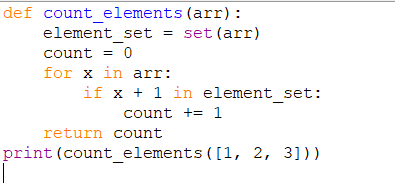 def count_elements(arr):
    element_set = set(arr)
    count = 0
    for x in arr:
        if x + 1 in element_set:
            count += 1
    return count
print(count_elements([1, 2, 3]))